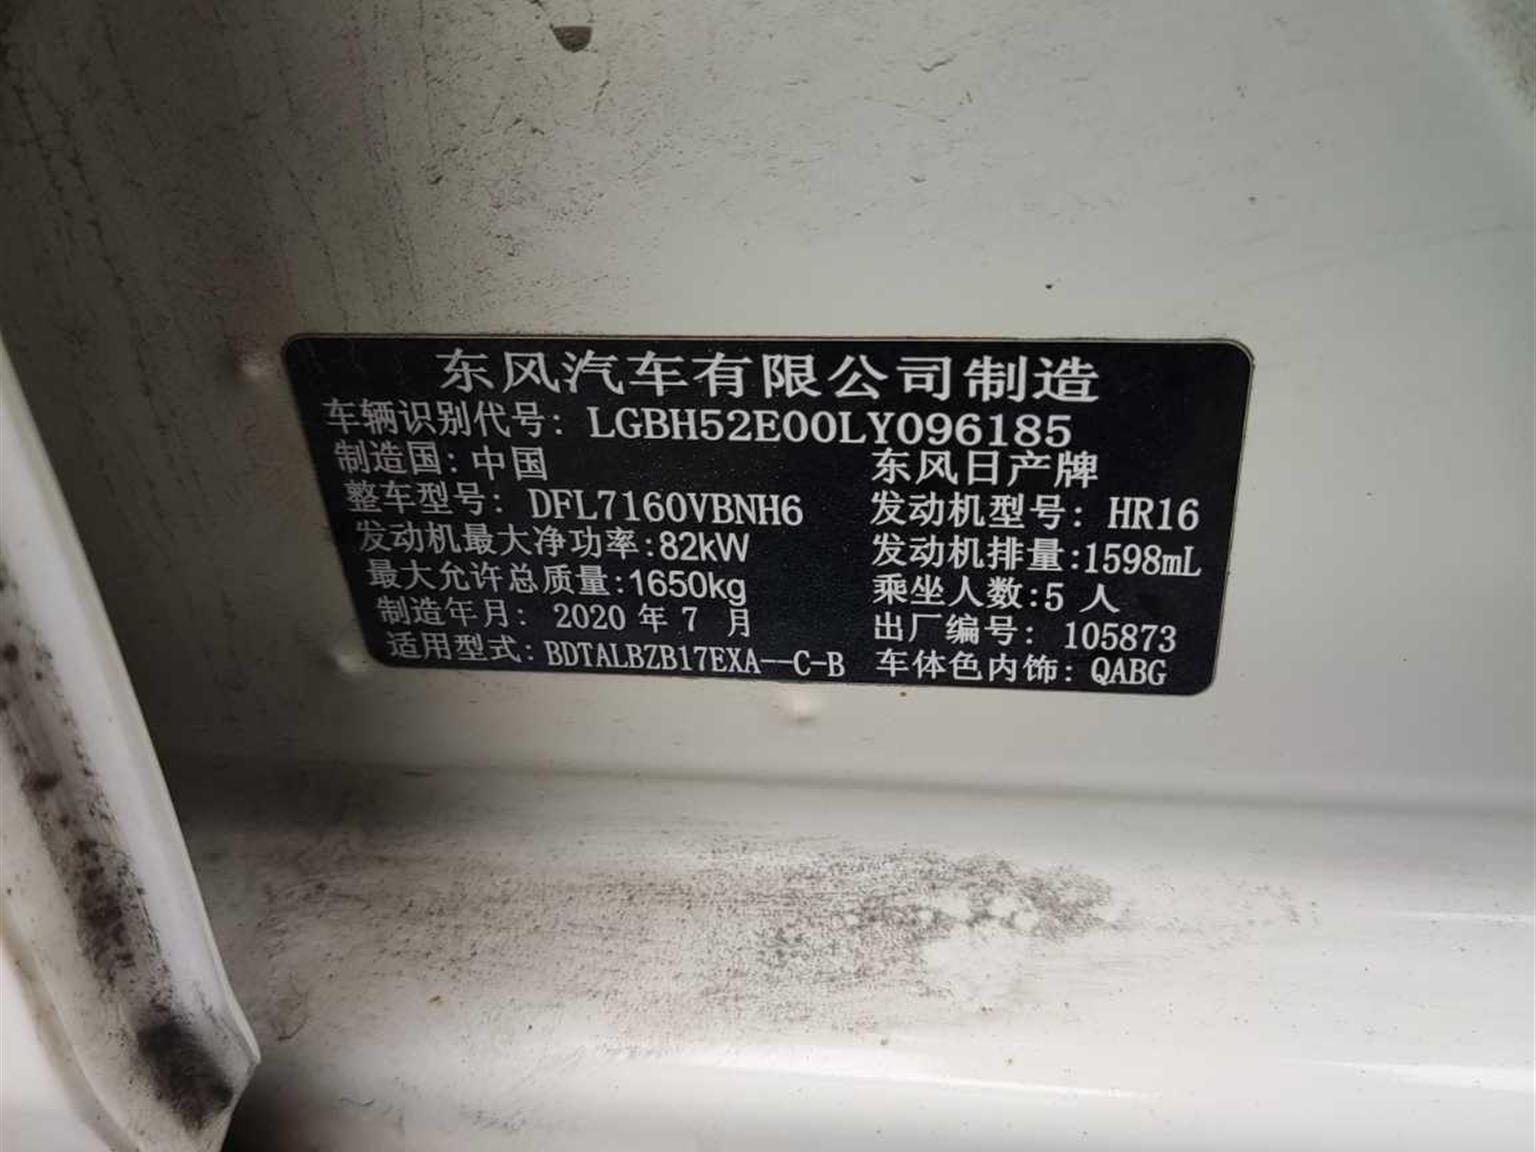 东风汽车有限公司制造
车辆识别代号: LGBH52E00LY096185
制造国: 中国 东风日产牌
整车型号: DFL7160VBNH6 发动机型号: HR16
发动机最大净功率:82kW 发动机排量:1598mL
最大允许总质量:1650kg 乘坐人数:5 人
制造年月: 2020 年 7 月 出厂编号: 105873
适用型式: BDTALBZB17EXA--C-B 车体色内饰: QABG